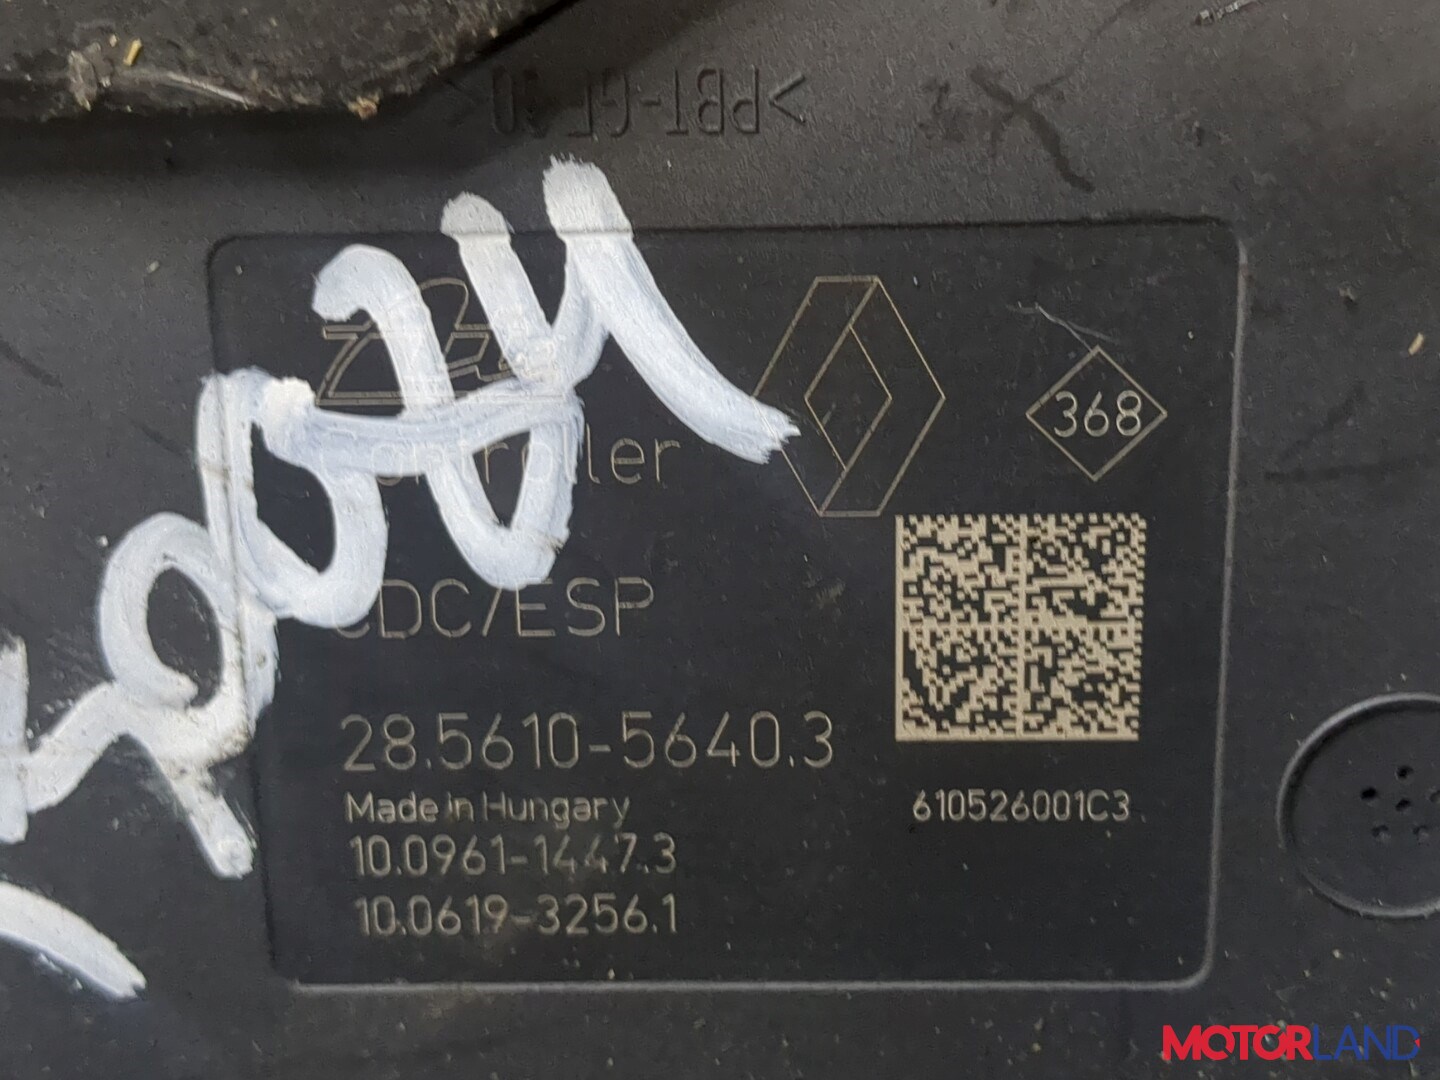 >PBT-GF30<
368
CDC/ESP
28.5610-5640.3
Made in Hungary
610526001C3
10.0961-1447.3
10.0619-3256.1
MOTORLAND